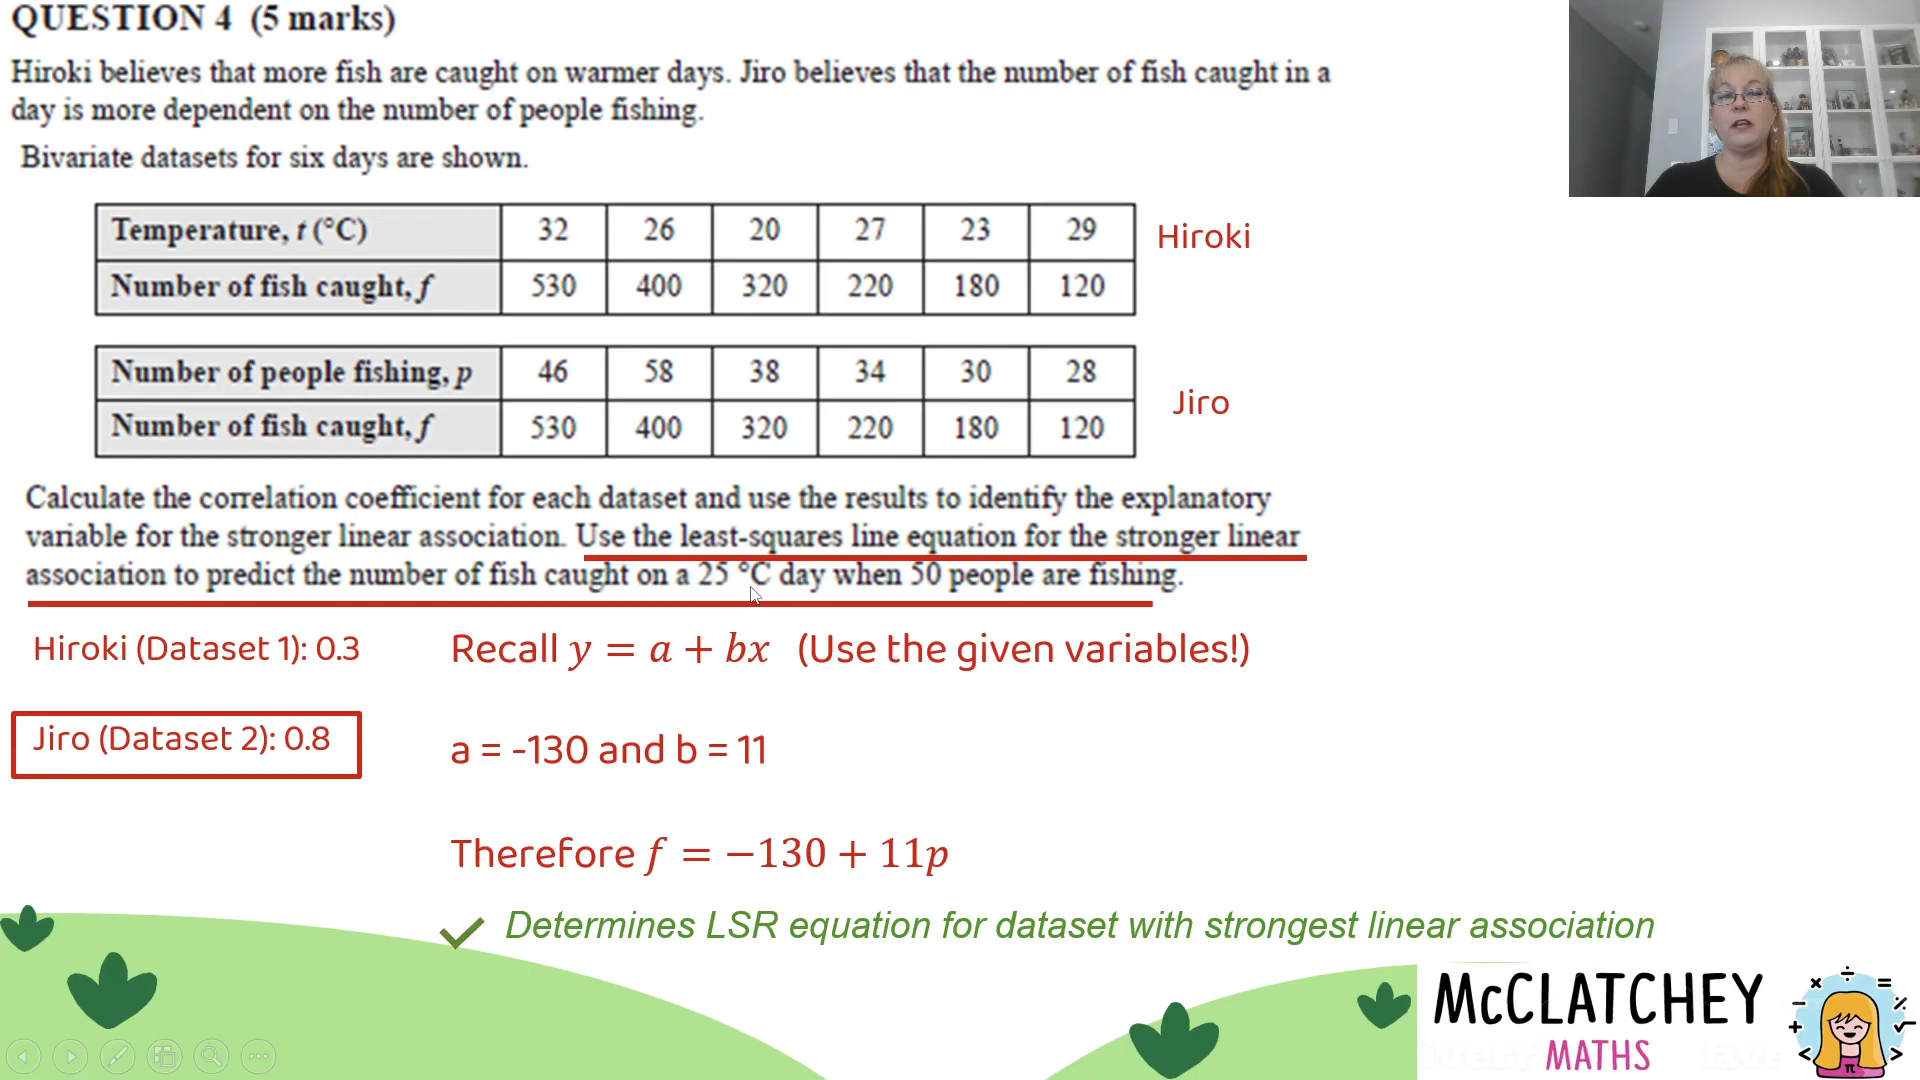 QUESTION 4 (5 marks)
Hiroki believes that more fish are caught on warmer days. Jiro believes that the number of fish caught in a
day is more dependent on the number of people fishing.
Bivariate datasets for six days are shown.
Temperature, t (°C) 32 26 20 27 23 29
Hiroki
Number of fish caught, f 530 400 320 220 180 120
Number of people fishing, p 46 58 38 34 30 28
Jiro
Number of fish caught, f 530 400 320 220 180 120
Calculate the correlation coefficient for each dataset and use the results to identify the explanatory
variable for the stronger linear association. Use the least-squares line equation for the stronger linear
association to predict the number of fish caught on a 25 °C day when 50 people are fishing.
Hiroki (Dataset 1): 0.3
Recall y = a + bx (Use the given variables!)
Jiro (Dataset 2): 0.8
a = -130 and b = 11
Therefore f = −130 + 11p
Determines LSR equation for dataset with strongest linear association
McCLATCHEY
MATHS